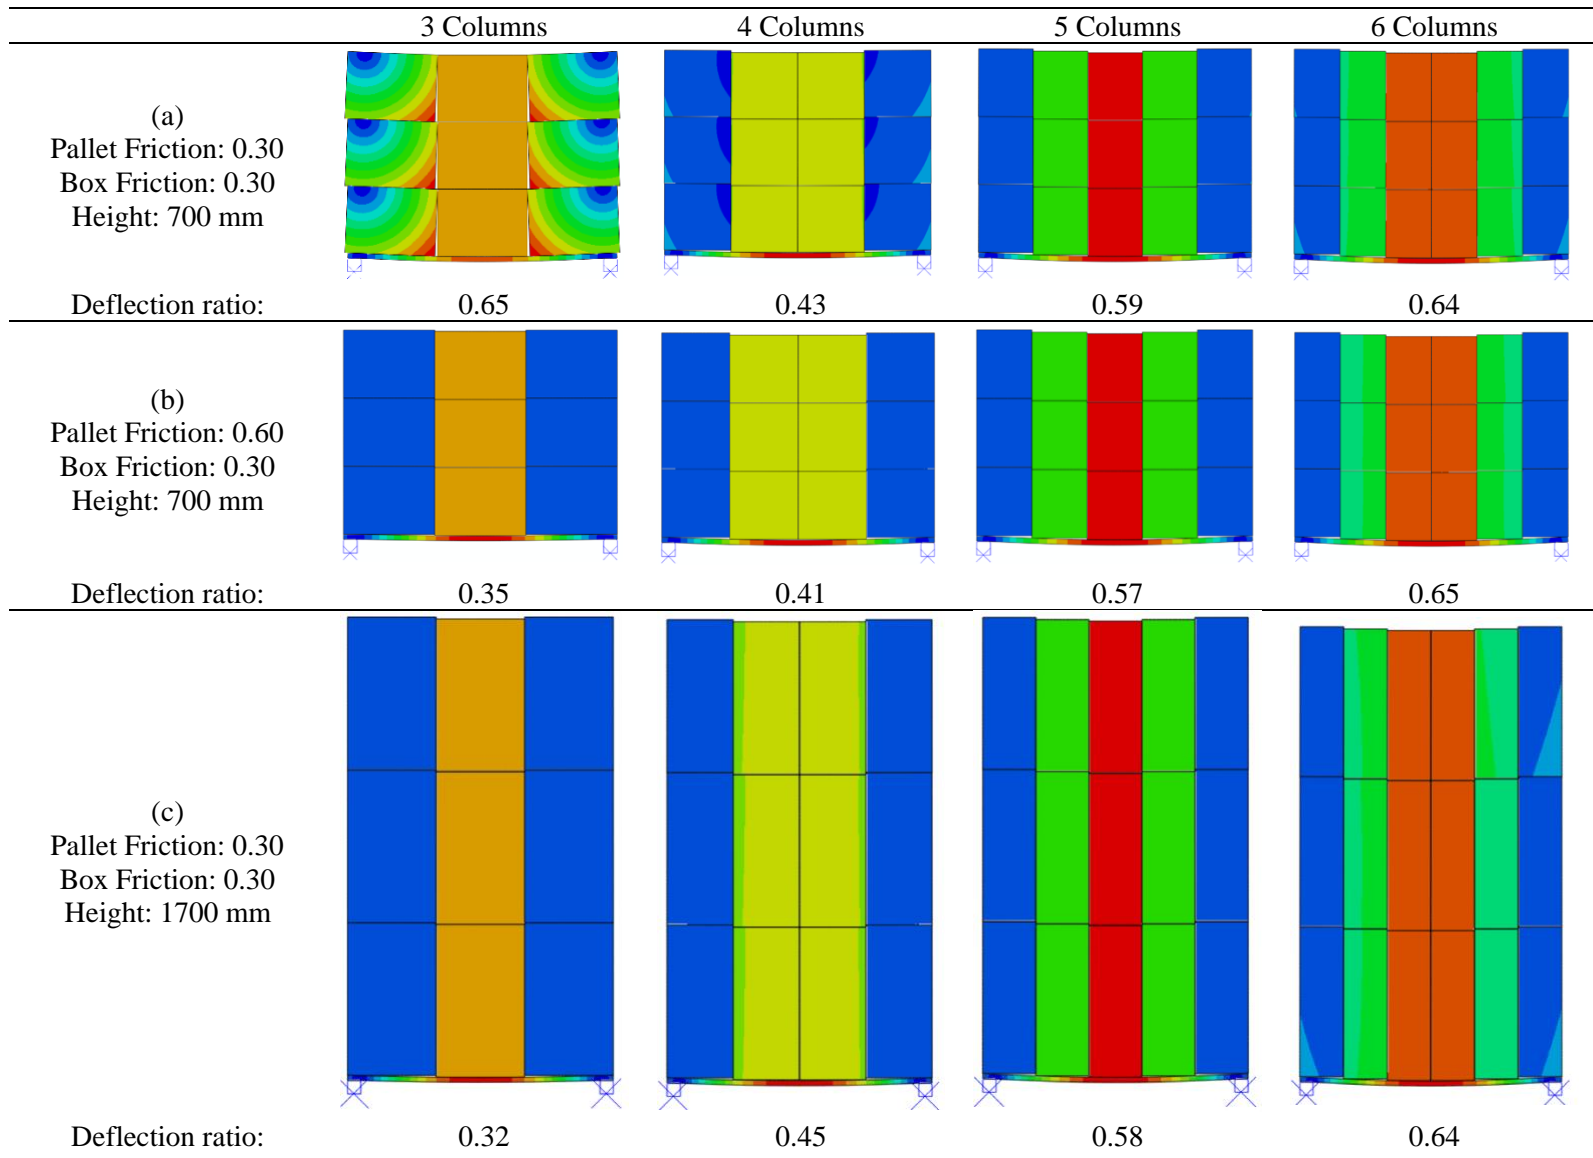 3 Columns 4 Columns 5 Columns 6 Columns
(a)
Pallet Friction: 0.30
Box Friction: 0.30
Height: 700 mm
Deflection ratio: 0.65 0.43 0.59 0.64
(b)
Pallet Friction: 0.60
Box Friction: 0.30
Height: 700 mm
Deflection ratio: 0.35 0.41 0.57 0.65
(c)
Pallet Friction: 0.30
Box Friction: 0.30
Height: 1700 mm
Deflection ratio: 0.32 0.45 0.58 0.64